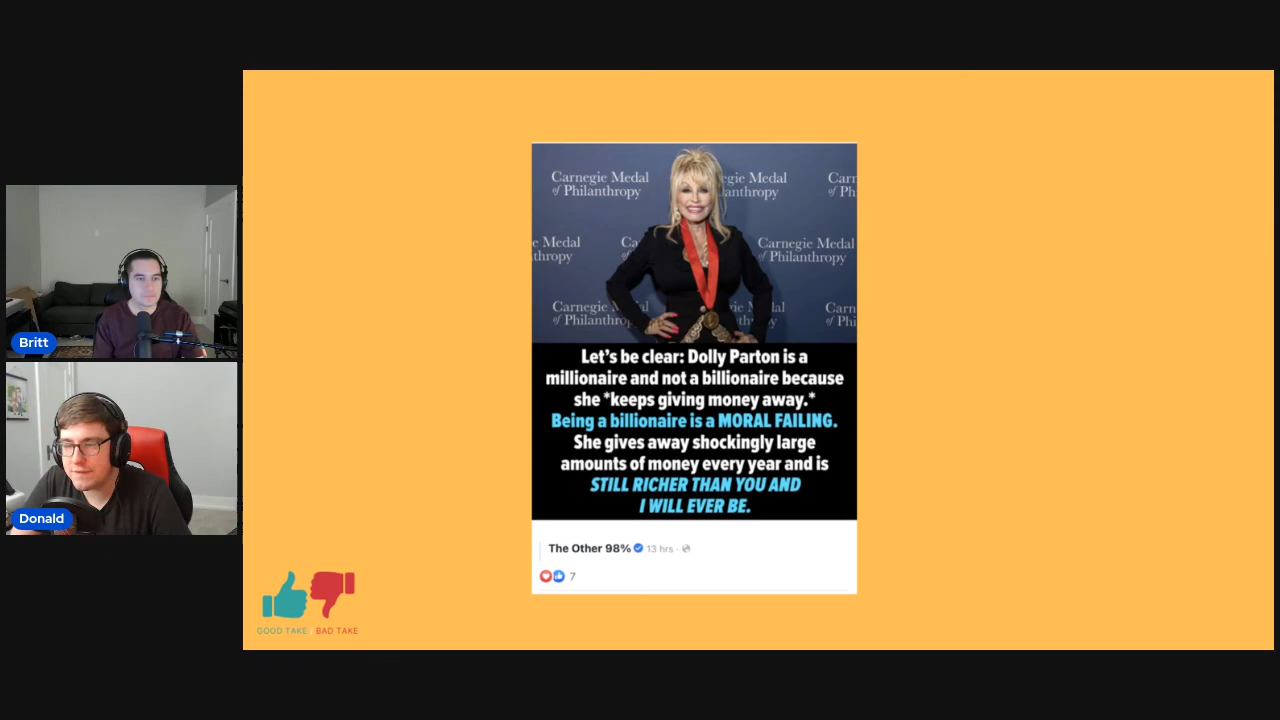 Britt
Donald
Carnegie Medal
of Philanthropy
Carnegie Medal
of Philanthropy
Carnegie Medal
Carnegie Medal
of Philanthropy
Let's be clear: Dolly Parton is a
millionaire and not a billionaire because
she *keeps giving money away.*
Being a billionaire is a MORAL FAILING.
She gives away shockingly large
amounts of money every year and is
STILL RICHER THAN YOU AND
I WILL EVER BE.
The Other 98% 13 hrs ·
7
GOOD TAKE / BAD TAKE